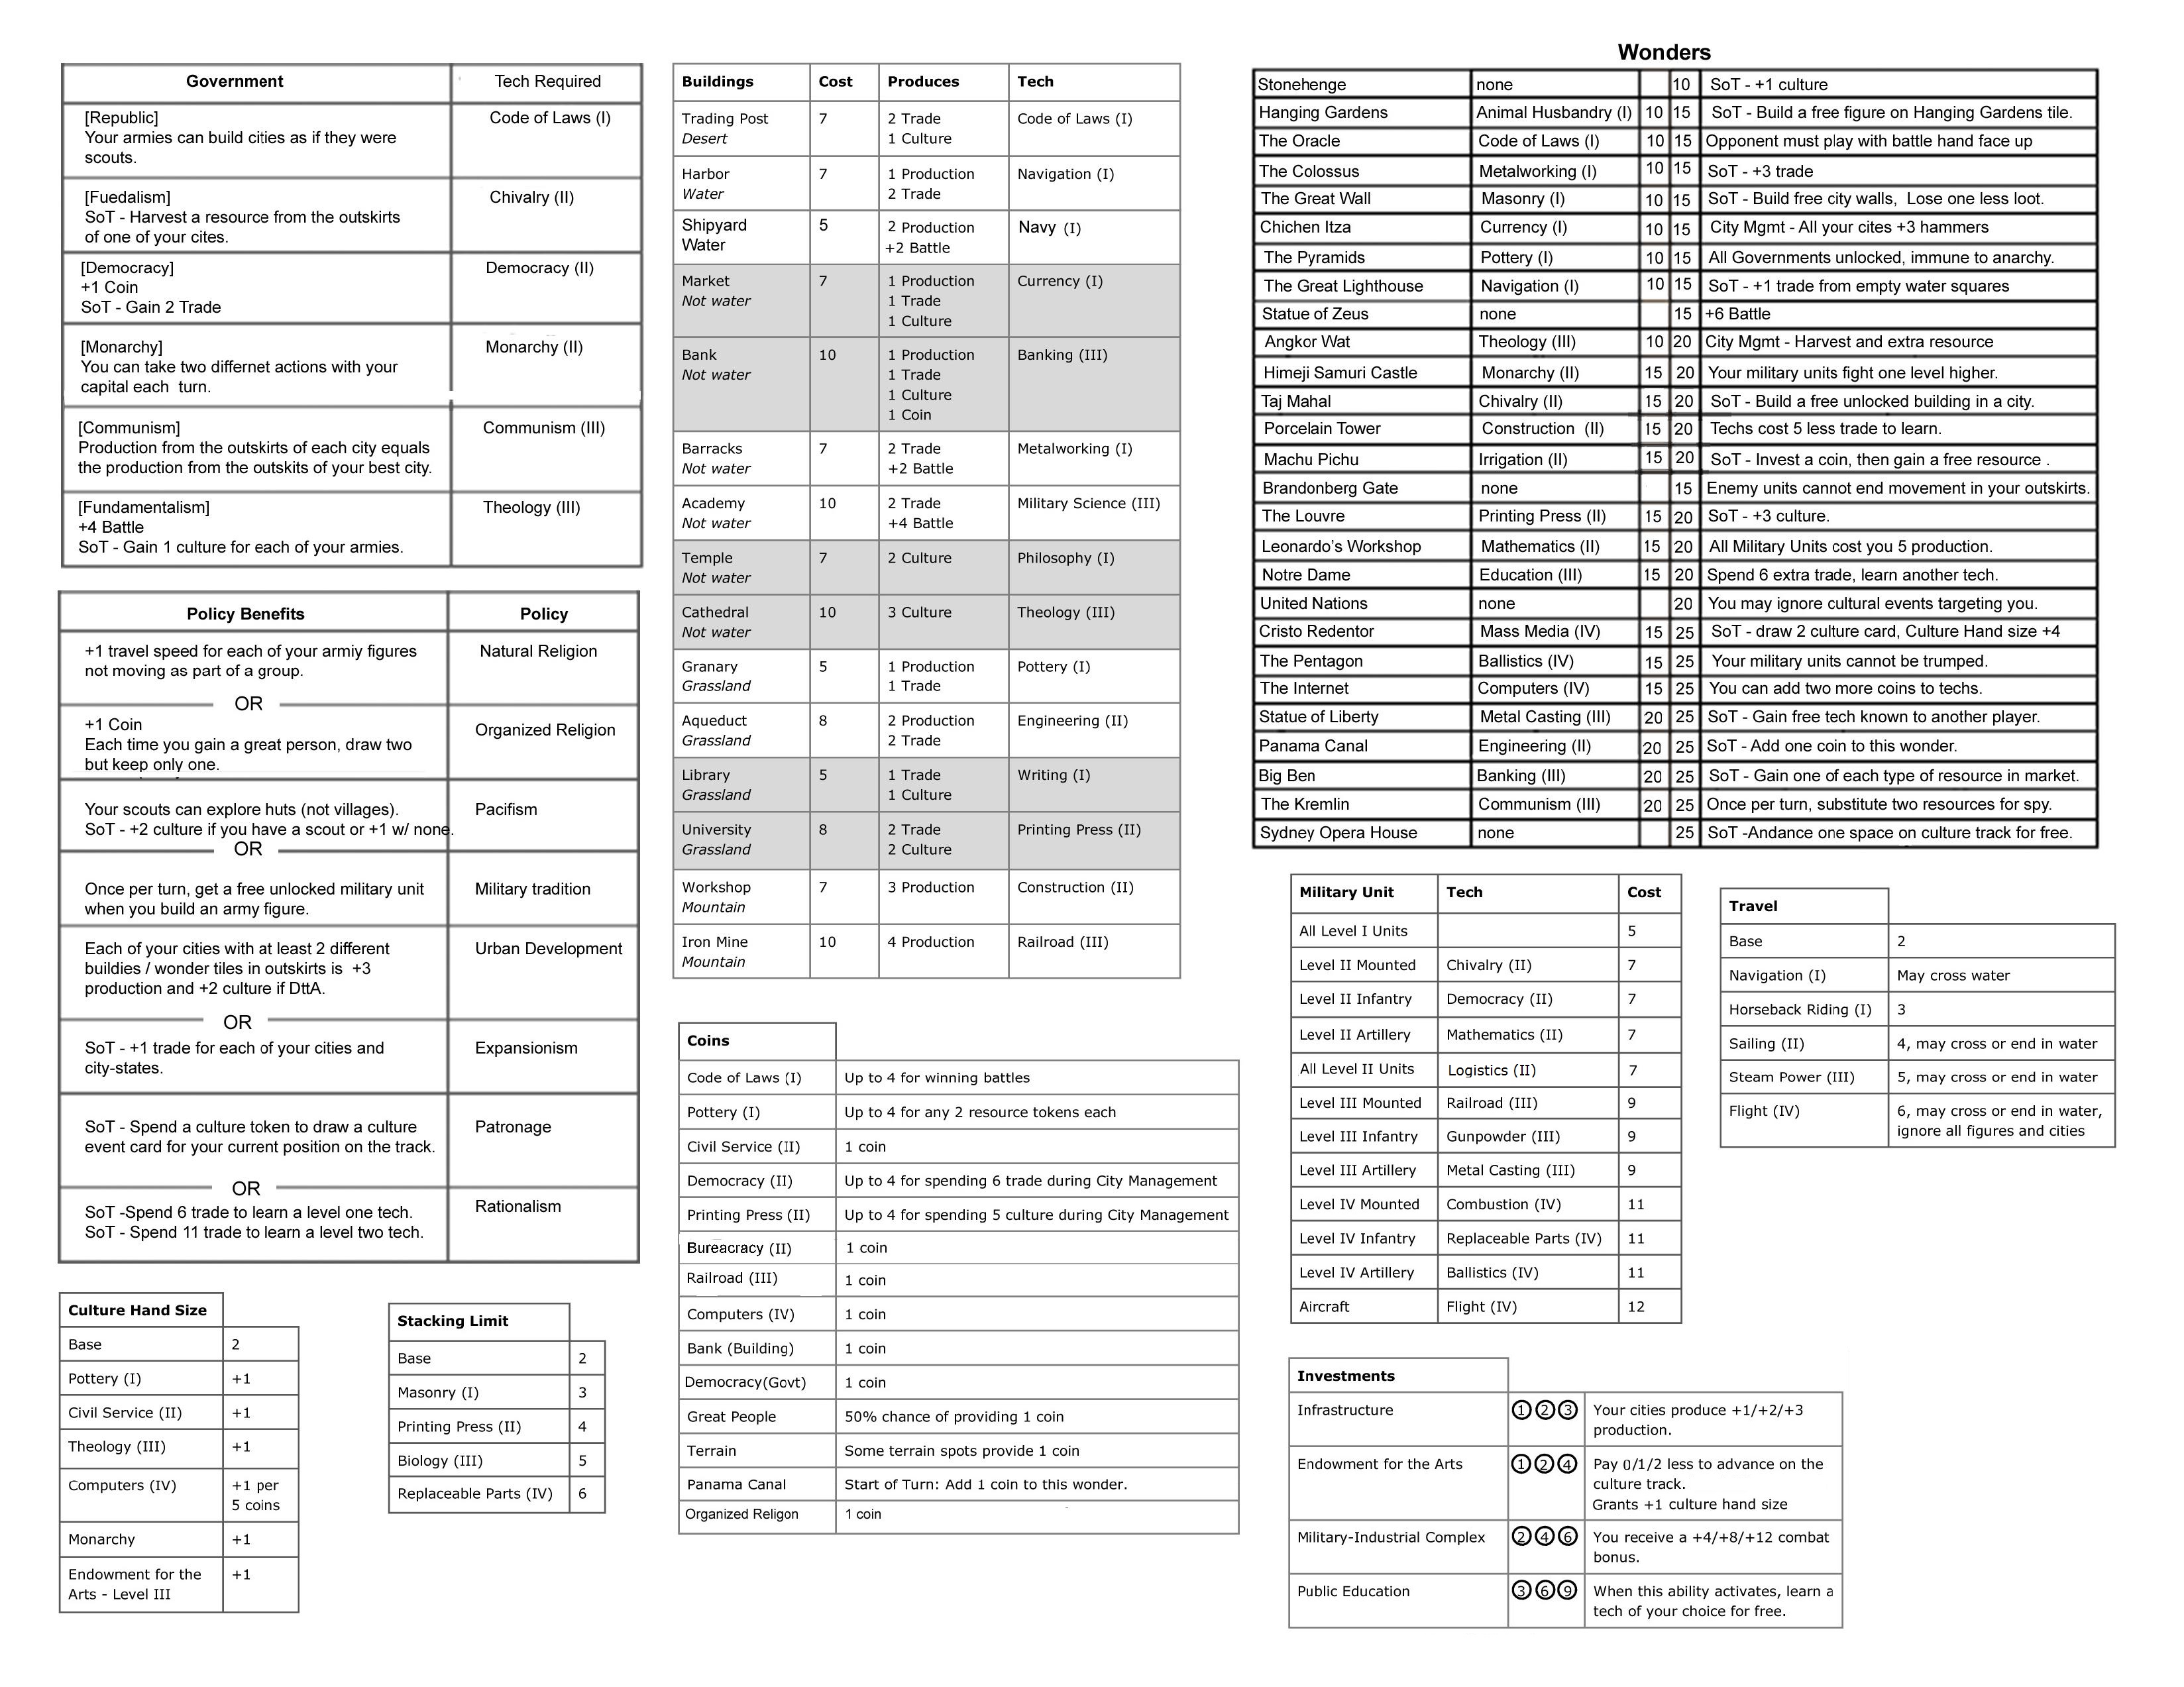 Government Tech Required
[Republic] Code of Laws (I)
Your armies can build cities as if they were
scouts.
[Fuedalism] Chivalry (II)
SoT - Harvest a resource from the outskirts
of one of your cites.
[Democracy] Democracy (II)
+1 Coin
SoT - Gain 2 Trade
[Monarchy] Monarchy (II)
You can take two differnet actions with your
capital each turn.
[Communism] Communism (III)
Production from the outskirts of each city equals
the production from the outskits of your best city.
[Fundamentalism] Theology (III)
+4 Battle
SoT - Gain 1 culture for each of your armies.
Policy Benefits Policy
+1 travel speed for each of your armiy figures Natural Religion
not moving as part of a group.
OR
+1 Coin Organized Religion
Each time you gain a great person, draw two
but keep only one.
Your scouts can explore huts (not villages). Pacifism
SoT - +2 culture if you have a scout or +1 w/ none.
OR
Once per turn, get a free unlocked military unit Military tradition
when you build an army figure.
Each of your cities with at least 2 different Urban Development
buildies / wonder tiles in outskirts is +3
production and +2 culture if DttA.
OR
SoT - +1 trade for each of your cities and Expansionism
city-states.
SoT - Spend a culture token to draw a culture Patronage
event card for your current position on the track.
OR
SoT -Spend 6 trade to learn a level one tech. Rationalism
SoT - Spend 11 trade to learn a level two tech.
Culture Hand Size
Base 2
Pottery (I) +1
Civil Service (II) +1
Theology (III) +1
Computers (IV) +1 per
5 coins
Monarchy +1
Endowment for the +1
Arts - Level III
Stacking Limit
Base 2
Masonry (I) 3
Printing Press (II) 4
Biology (III) 5
Replaceable Parts (IV) 6
Buildings Cost Produces Tech
Trading Post 7 2 Trade Code of Laws (I)
Desert 1 Culture
Harbor 7 1 Production Navigation (I)
Water 2 Trade
Shipyard 5 2 Production Navy (I)
Water +2 Battle
Market 7 1 Production Currency (I)
Not water 1 Trade
1 Culture
Bank 10 1 Production Banking (III)
Not water 1 Trade
1 Culture
1 Coin
Barracks 7 2 Trade Metalworking (I)
Not water +2 Battle
Academy 10 2 Trade Military Science (III)
Not water +4 Battle
Temple 7 2 Culture Philosophy (I)
Not water
Cathedral 10 3 Culture Theology (III)
Not water
Granary 5 1 Production Pottery (I)
Grassland 1 Trade
Aqueduct 8 2 Production Engineering (II)
Grassland 2 Trade
Library 5 1 Trade Writing (I)
Grassland 1 Culture
University 8 2 Trade Printing Press (II)
Grassland 2 Culture
Workshop 7 3 Production Construction (II)
Mountain
Iron Mine 10 4 Production Railroad (III)
Mountain
Coins
Code of Laws (I) Up to 4 for winning battles
Pottery (I) Up to 4 for any 2 resource tokens each
Civil Service (II) 1 coin
Democracy (II) Up to 4 for spending 6 trade during City Management
Printing Press (II) Up to 4 for spending 5 culture during City Management
Bureacracy (II) 1 coin
Railroad (III) 1 coin
Computers (IV) 1 coin
Bank (Building) 1 coin
Democracy(Govt) 1 coin
Great People 50% chance of providing 1 coin
Terrain Some terrain spots provide 1 coin
Panama Canal Start of Turn: Add 1 coin to this wonder.
Organized Religon 1 coin
Wonders
Stonehenge none 10 SoT - +1 culture
Hanging Gardens Animal Husbandry (I) 10 15 SoT - Build a free figure on Hanging Gardens tile.
The Oracle Code of Laws (I) 10 15 Opponent must play with battle hand face up
The Colossus Metalworking (I) 10 15 SoT - +3 trade
The Great Wall Masonry (I) 10 15 SoT - Build free city walls, Lose one less loot.
Chichen Itza Currency (I) 10 15 City Mgmt - All your cites +3 hammers
The Pyramids Pottery (I) 10 15 All Governments unlocked, immune to anarchy.
The Great Lighthouse Navigation (I) 10 15 SoT - +1 trade from empty water squares
Statue of Zeus none 15 +6 Battle
Angkor Wat Theology (III) 10 20 City Mgmt - Harvest and extra resource
Himeji Samuri Castle Monarchy (II) 15 20 Your military units fight one level higher.
Taj Mahal Chivalry (II) 15 20 SoT - Build a free unlocked building in a city.
Porcelain Tower Construction (II) 15 20 Techs cost 5 less trade to learn.
Machu Pichu Irrigation (II) 15 20 SoT - Invest a coin, then gain a free resource .
Brandonberg Gate none 15 Enemy units cannot end movement in your outskirts.
The Louvre Printing Press (II) 15 20 SoT - +3 culture.
Leonardo's Workshop Mathematics (II) 15 20 All Military Units cost you 5 production.
Notre Dame Education (III) 15 20 Spend 6 extra trade, learn another tech.
United Nations none 20 You may ignore cultural events targeting you.
Cristo Redentor Mass Media (IV) 15 25 SoT - draw 2 culture card, Culture Hand size +4
The Pentagon Ballistics (IV) 15 25 Your military units cannot be trumped.
The Internet Computers (IV) 15 25 You can add two more coins to techs.
Statue of Liberty Metal Casting (III) 20 25 SoT - Gain free tech known to another player.
Panama Canal Engineering (II) 20 25 SoT - Add one coin to this wonder.
Big Ben Banking (III) 20 25 SoT - Gain one of each type of resource in market.
The Kremlin Communism (III) 20 25 Once per turn, substitute two resources for spy.
Sydney Opera House none 25 SoT -Andance one space on culture track for free.
Military Unit Tech Cost
All Level I Units 5
Level II Mounted Chivalry (II) 7
Level II Infantry Democracy (II) 7
Level II Artillery Mathematics (II) 7
All Level II Units Logistics (II) 7
Level III Mounted Railroad (III) 9
Level III Infantry Gunpowder (III) 9
Level III Artillery Metal Casting (III) 9
Level IV Mounted Combustion (IV) 11
Level IV Infantry Replaceable Parts (IV) 11
Level IV Artillery Ballistics (IV) 11
Aircraft Flight (IV) 12
Travel
Base 2
Navigation (I) May cross water
Horseback Riding (I) 3
Sailing (II) 4, may cross or end in water
Steam Power (III) 5, may cross or end in water
Flight (IV) 6, may cross or end in water,
ignore all figures and cities
Investments
Infrastructure 1 2 3 Your cities produce +1/+2/+3
production.
Endowment for the Arts 1 2 4 Pay 0/1/2 less to advance on the
culture track.
Grants +1 culture hand size
Military-Industrial Complex 2 4 6 You receive a +4/+8/+12 combat
bonus.
Public Education 3 6 9 When this ability activates, learn a
tech of your choice for free.